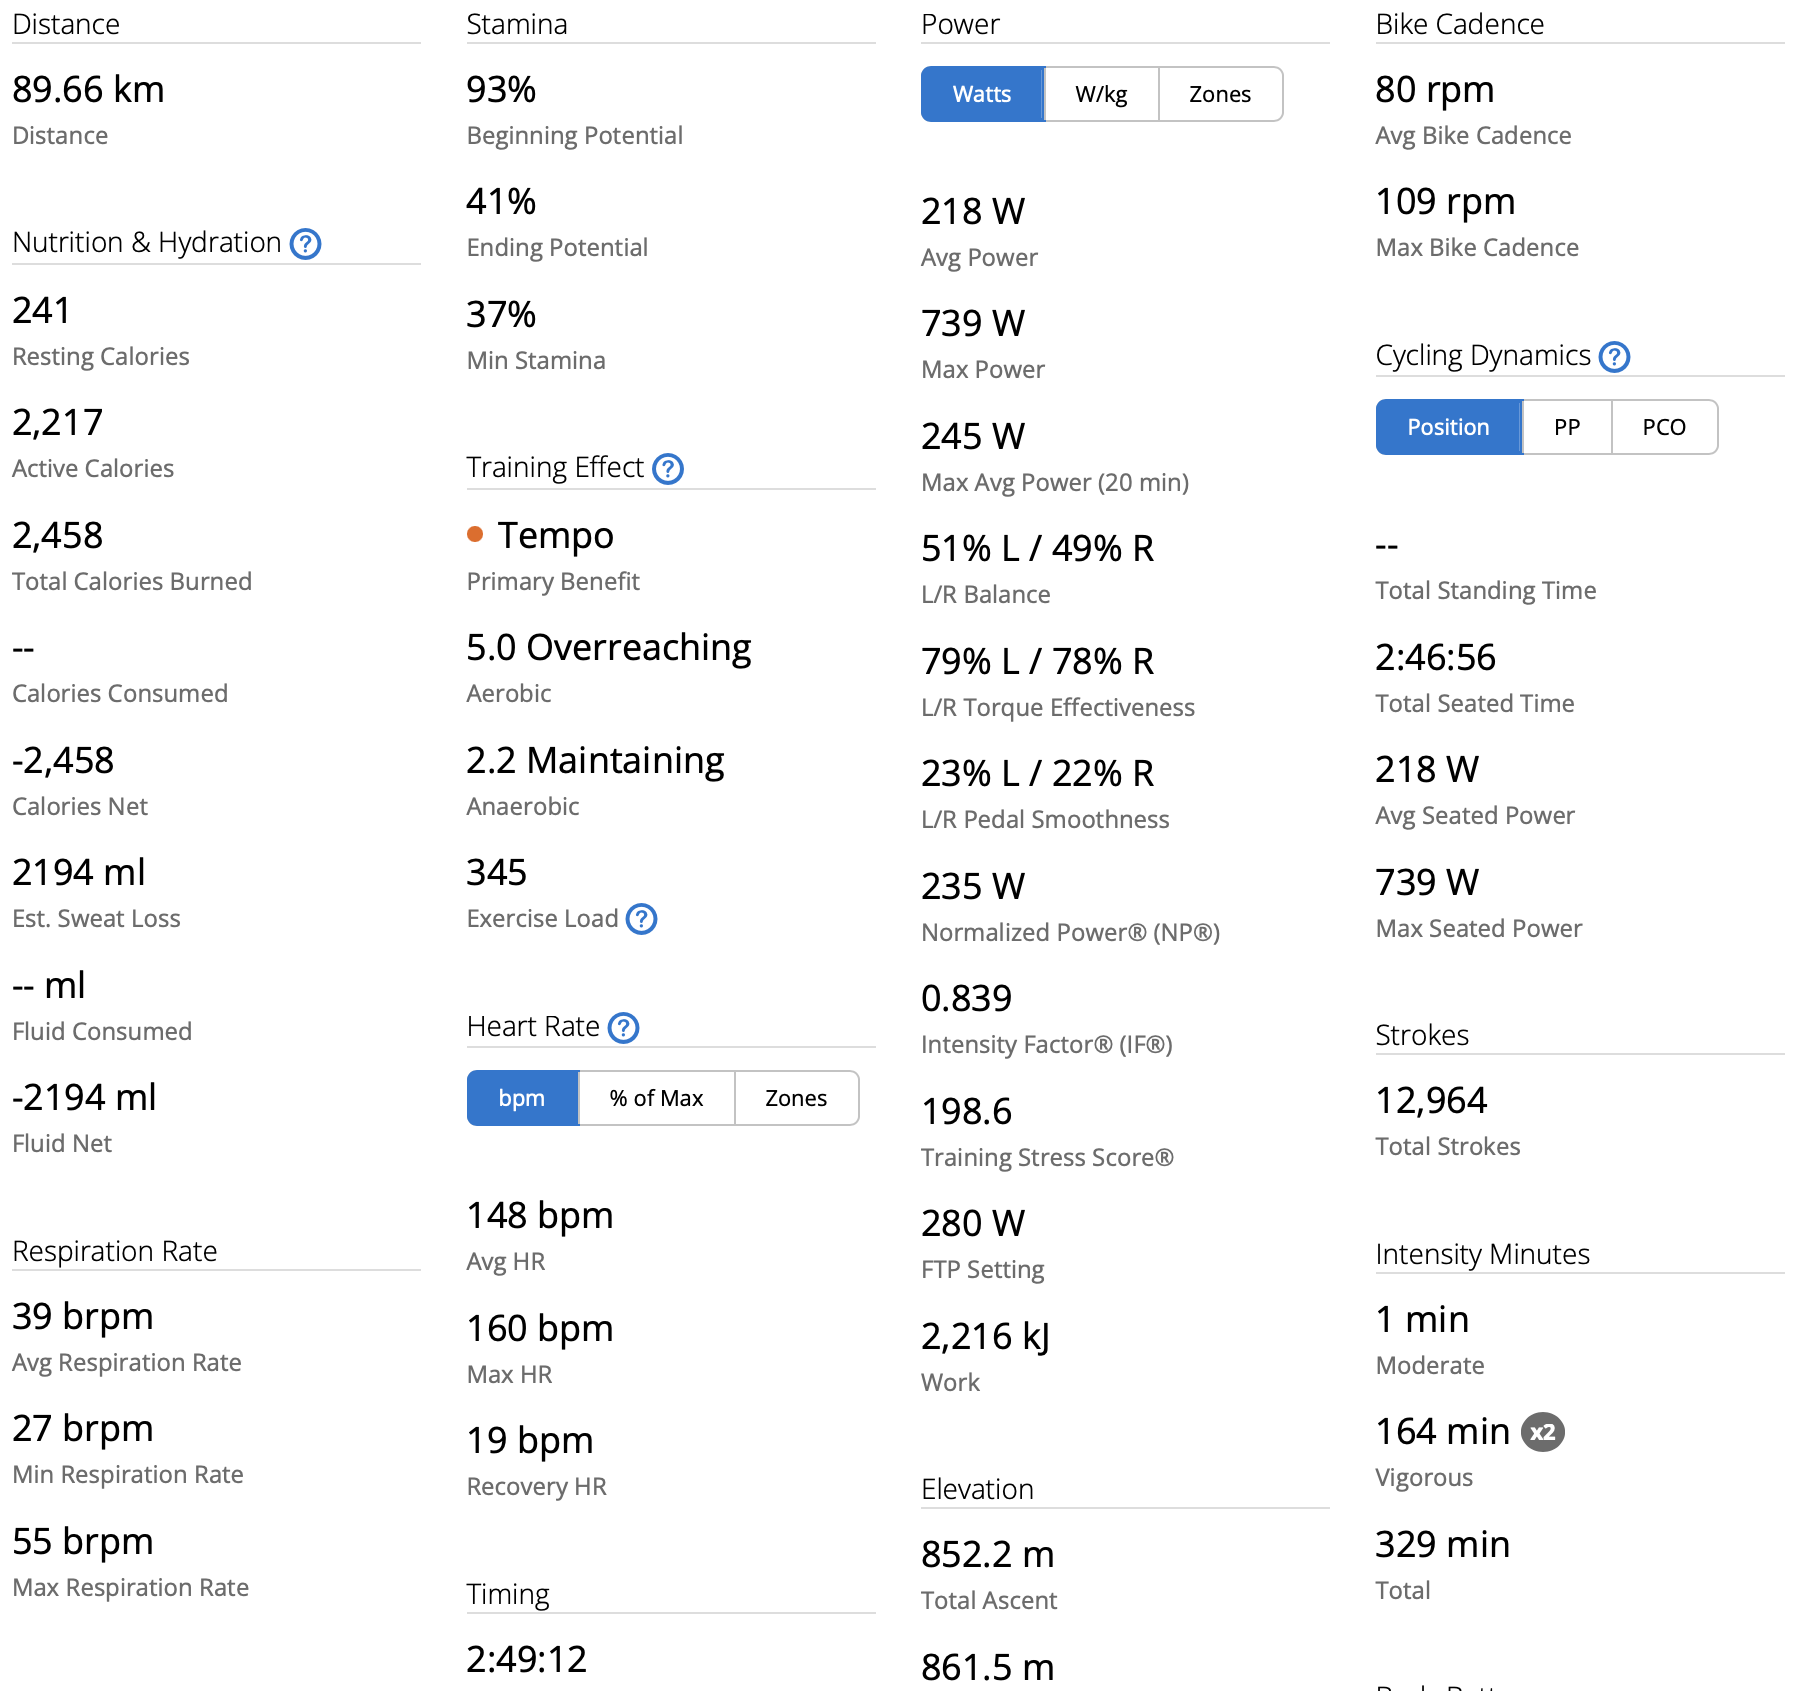 Distance
89.66 km
Distance
Nutrition & Hydration ?
241
Resting Calories
2,217
Active Calories
2,458
Total Calories Burned
--
Calories Consumed
-2,458
Calories Net
2194 ml
Est. Sweat Loss
-- ml
Fluid Consumed
-2194 ml
Fluid Net
Respiration Rate
39 brpm
Avg Respiration Rate
27 brpm
Min Respiration Rate
55 brpm
Max Respiration Rate
Stamina
93%
Beginning Potential
41%
Ending Potential
37%
Min Stamina
Training Effect ?
Tempo
Primary Benefit
5.0 Overreaching
Aerobic
2.2 Maintaining
Anaerobic
345
Exercise Load ?
Heart Rate ?
bpm % of Max Zones
148 bpm
Avg HR
160 bpm
Max HR
19 bpm
Recovery HR
Timing
2:49:12
Power
Watts W/kg Zones
218 W
Avg Power
739 W
Max Power
245 W
Max Avg Power (20 min)
51% L / 49% R
L/R Balance
79% L / 78% R
L/R Torque Effectiveness
23% L / 22% R
L/R Pedal Smoothness
235 W
Normalized Power® (NP®)
0.839
Intensity Factor® (IF®)
198.6
Training Stress Score®
280 W
FTP Setting
2,216 kJ
Work
Elevation
852.2 m
Total Ascent
861.5 m
Bike Cadence
80 rpm
Avg Bike Cadence
109 rpm
Max Bike Cadence
Cycling Dynamics ?
Position PP PCO
--
Total Standing Time
2:46:56
Total Seated Time
218 W
Avg Seated Power
739 W
Max Seated Power
Strokes
12,964
Total Strokes
Intensity Minutes
1 min
Moderate
164 min x2
Vigorous
329 min
Total